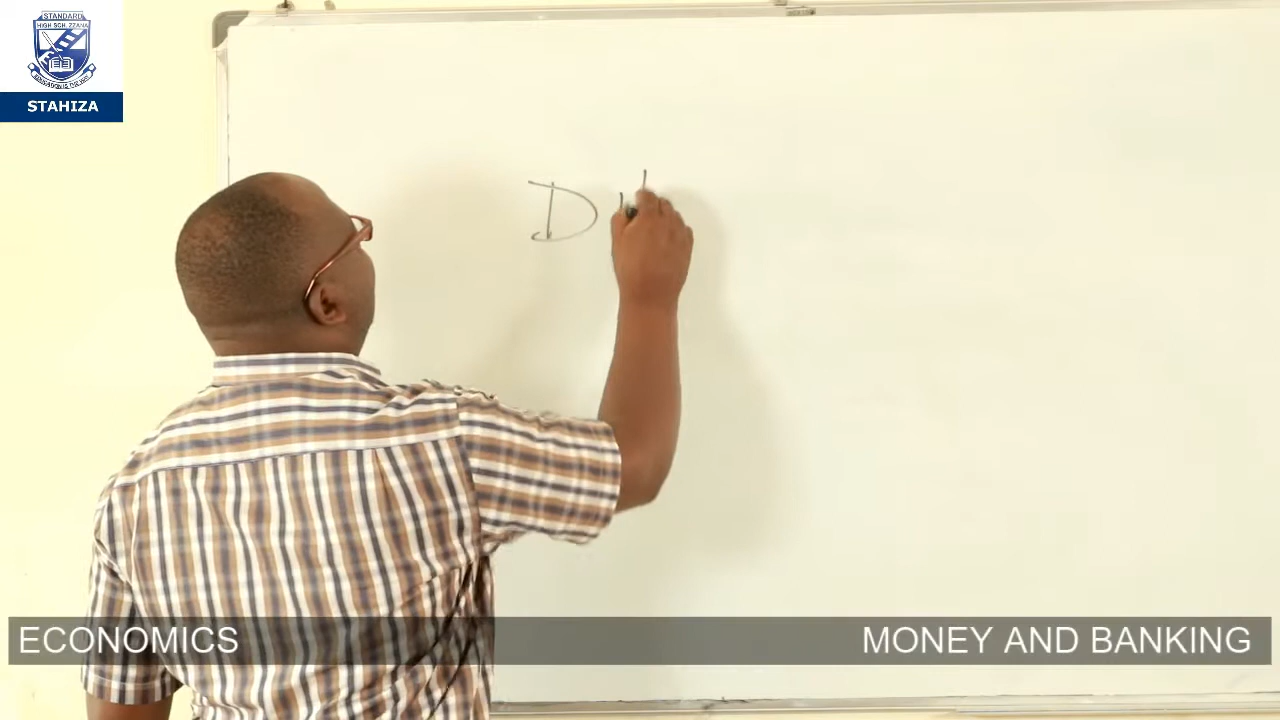 STANDARD
HIGH SCH. ZZANA
STAHIZA
D
ECONOMICS
MONEY AND BANKING